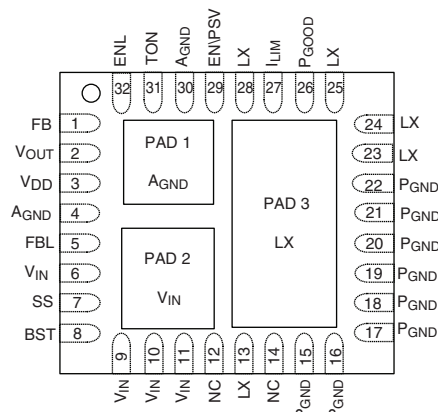 ENL
TON
AGND
EN\PSV
LX
ILIM
PGOOD
LX
32
31
30
29
28
27
26
25
FB 1
VOUT 2
VDD 3
AGND 4
FBL 5
VIN 6
SS 7
BST 8
PAD 1
AGND
PAD 2
VIN
PAD 3
LX
24 LX
23 LX
22 PGND
21 PGND
20 PGND
19 PGND
18 PGND
17 PGND
9
10
11
12
13
14
15
16
VIN
VIN
VIN
NC
LX
NC
PGND
PGND